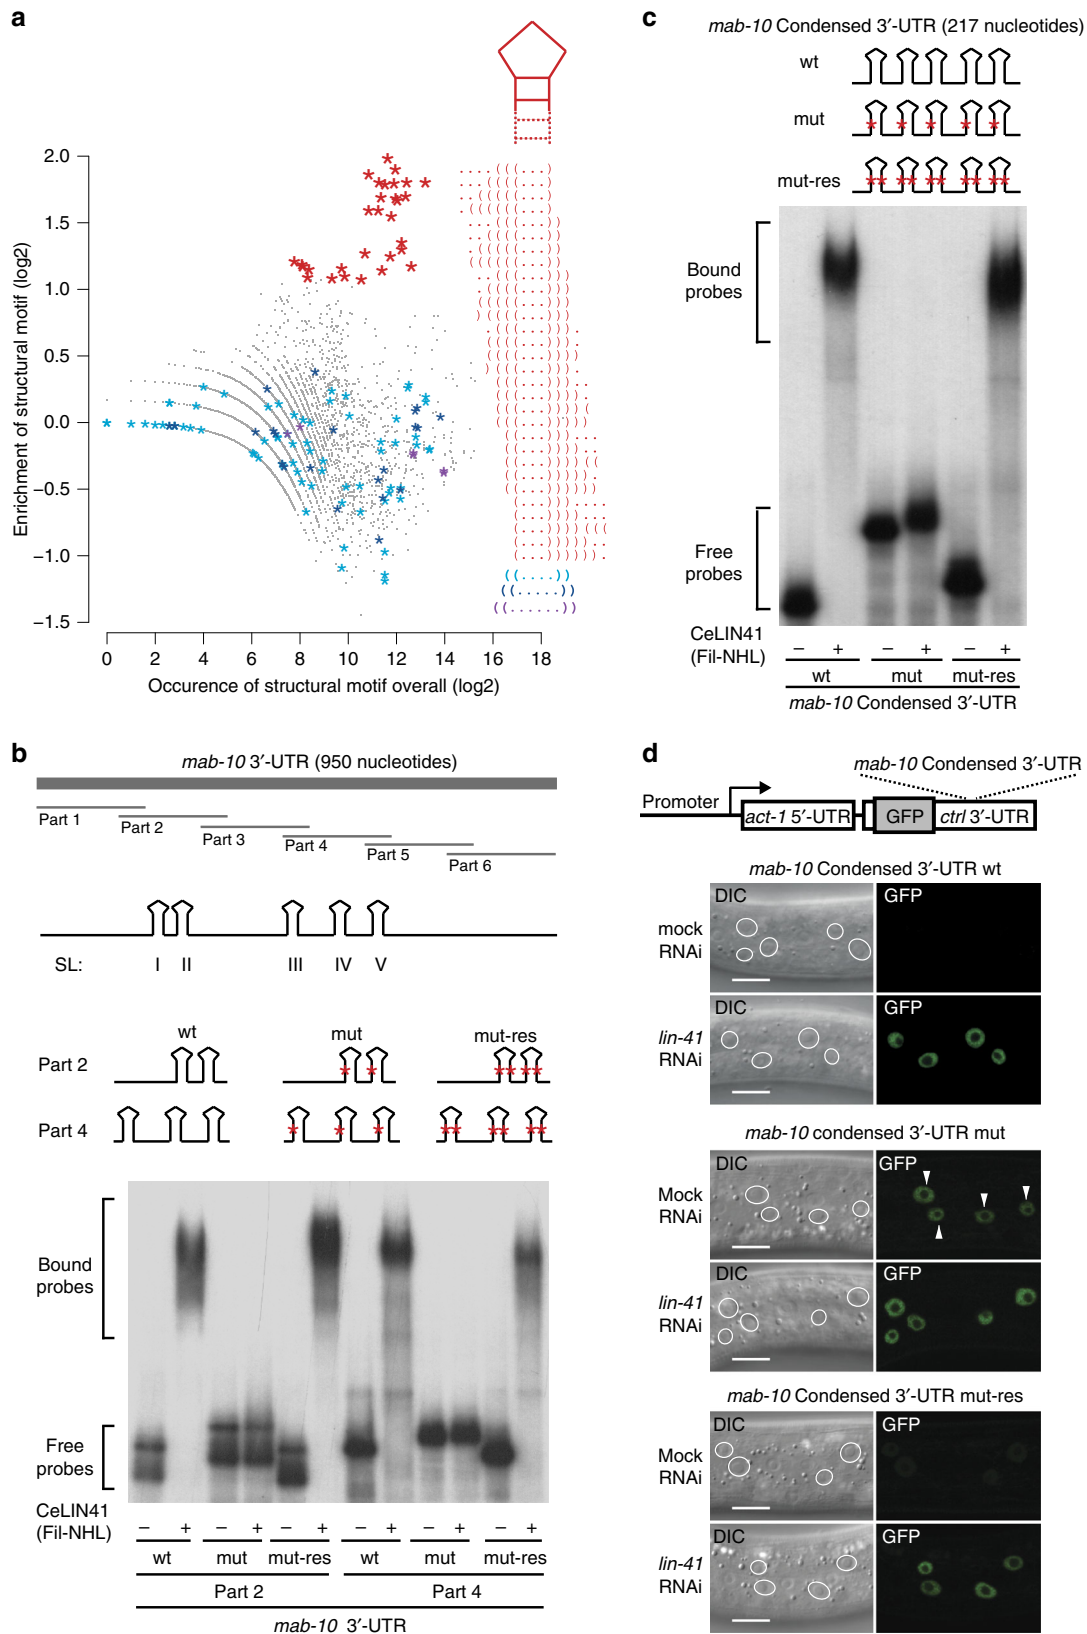 a
Enrichment of structural motif (log2)
2.0
1.5
1.0
0.5
0.0
−0.5
−1.0
−1.5
0 2 4 6 8 10 12 14 16 18
Occurence of structural motif overall (log2)
((.....))
((......))
((.......))
b
mab-10 3′-UTR (950 nucleotides)
Part 1
Part 2
Part 3
Part 4
Part 5
Part 6
SL: I II III IV V
wt mut mut-res
Part 2
Part 4
Bound
probes
Free
probes
CeLIN41
(Fil-NHL)
− + − + − + − + − + − +
wt mut mut-res wt mut mut-res
Part 2 Part 4
mab-10 3′-UTR
c
mab-10 Condensed 3′-UTR (217 nucleotides)
wt
mut
mut-res
Bound
probes
Free
probes
CeLIN41
(Fil-NHL)
− + − + − +
wt mut mut-res
mab-10 Condensed 3′-UTR
d
mab-10 Condensed 3′-UTR
Promoter
act-1 5′-UTR GFP ctrl 3′-UTR
mab-10 Condensed 3′-UTR wt
mock
RNAi
DIC GFP
lin-41
RNAi
DIC GFP
mab-10 condensed 3′-UTR mut
Mock
RNAi
DIC GFP
lin-41
RNAi
DIC GFP
mab-10 Condensed 3′-UTR mut-res
Mock
RNAi
DIC GFP
lin-41
RNAi
DIC GFP